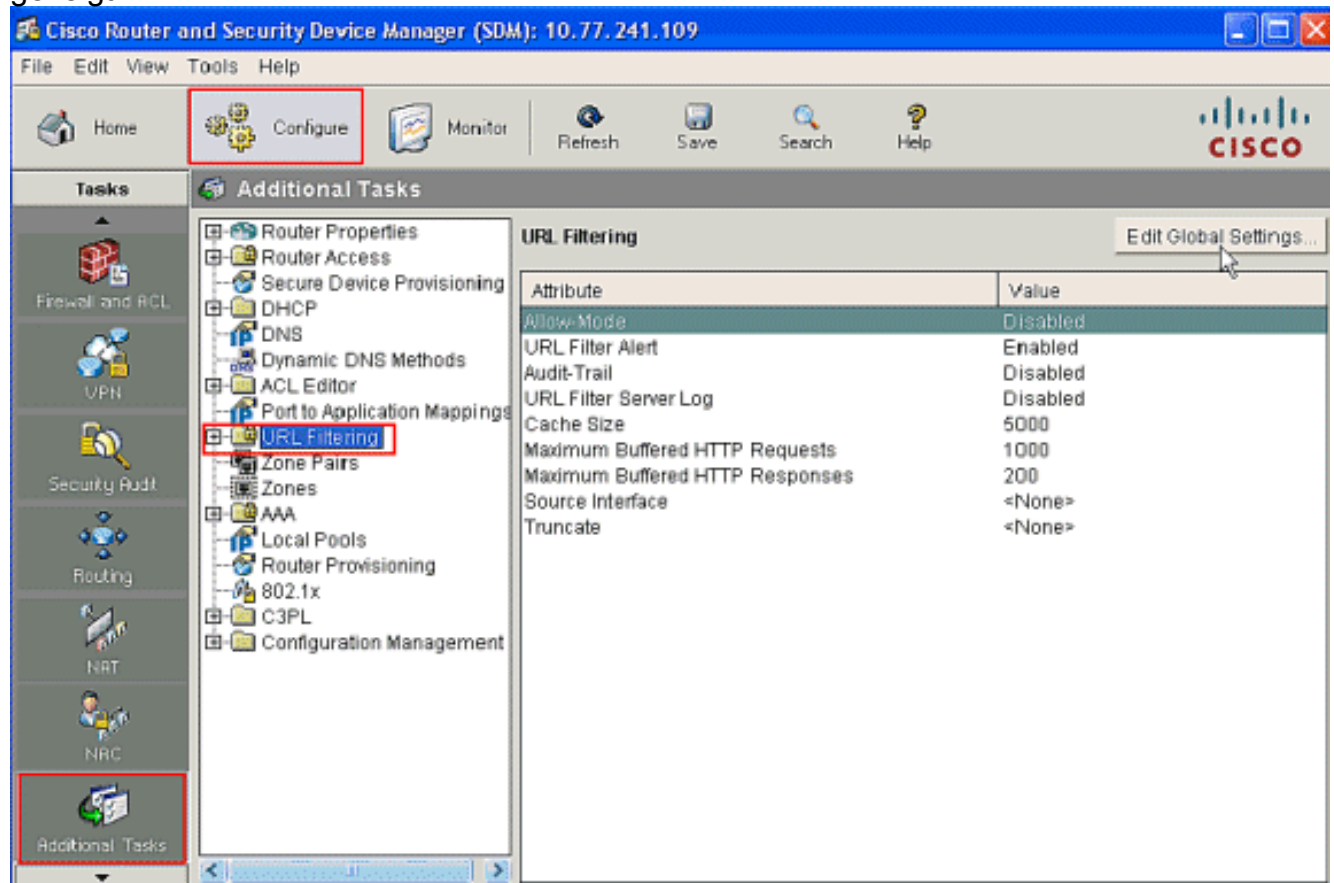 Cisco Router and Security Device Manager (SDM): 10.77.241.109
File Edit View Tools Help
Home Configure Monitor Refresh Save Search Help
CISCO
Tasks
Additional Tasks
Firewall and ACL
VPN
Security Audit
Routing
NAT
NAC
Additional Tasks
Router Properties
Router Access
Secure Device Provisioning
DHCP
DNS
Dynamic DNS Methods
ACL Editor
Port to Application Mappings
URL Filtering
Zone Pairs
Zones
AAA
Local Pools
Router Provisioning
802.1x
C3PL
Configuration Management
URL Filtering
Edit Global Settings...
Attribute Value
Allow-Mode Disabled
URL Filter Alert Enabled
Audit-Trail Disabled
URL Filter Server Log Disabled
Cache Size 5000
Maximum Buffered HTTP Requests 1000
Maximum Buffered HTTP Responses 200
Source Interface <None>
Truncate <None>